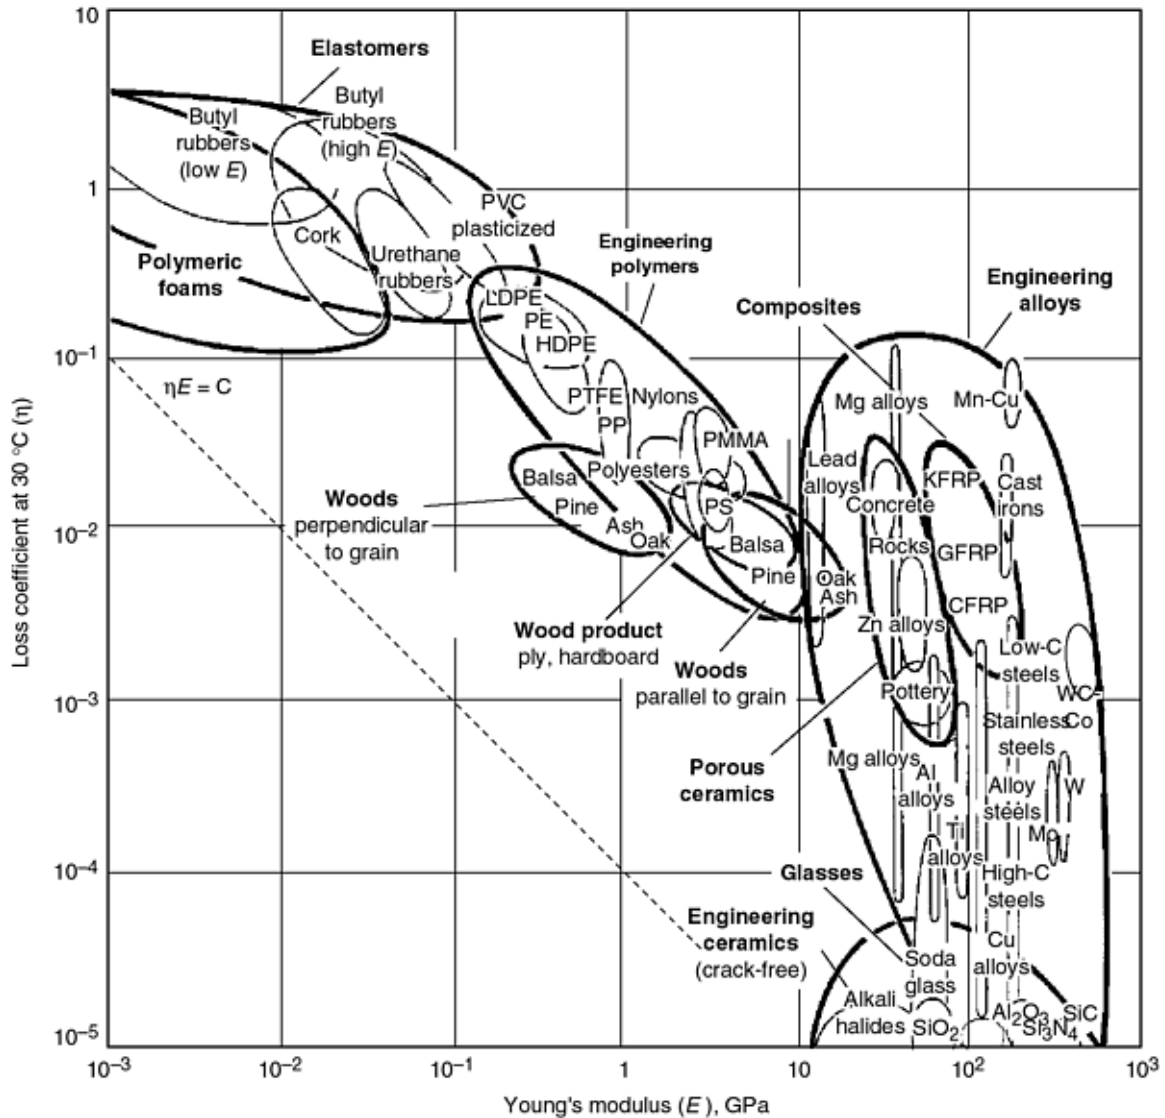 10
1
10⁻¹
10⁻²
10⁻³
10⁻⁴
10⁻⁵
Loss coefficient at 30 °C (η)
Elastomers
Butyl
rubbers
(low E)
Butyl
rubbers
(high E)
PVC
plasticized
Cork
Urethane
rubbers
Polymeric
foams
Engineering
polymers
Engineering
alloys
Composites
LDPE
PE
HDPE
ηE = C
PTFE
Nylons
PP
PMMA
Mg alloys
Mn-Cu
Polyesters
Balsa
Pine
Ash
Oak
Woods
perpendicular
to grain
PS
Balsa
Pine
Oak
Ash
Lead
alloys
Concrete
Rocks
KFRP
GFRP
CFRP
Cast
irons
Zn alloys
Wood product
ply, hardboard
Woods
parallel to grain
Low-C
steels
Pottery
WC-
Co
Stainless
steels
Porous
ceramics
Mg alloys
Al
alloys
Alloy
steels
W
Mo
Ti
alloys
Glasses
High-C
steels
Engineering
ceramics
(crack-free)
Cu
alloys
Soda
glass
Alkali
halides
SiO₂
Al₂O₃
SiC
Si₃N₄
10⁻³
10⁻²
10⁻¹
1
10
10²
10³
Young's modulus (E), GPa